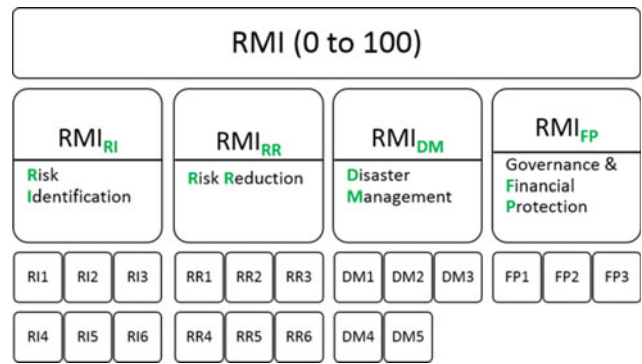 RMI (0 to 100)
RMI_RI
Risk
Identification
RMI_RR
Risk Reduction
RMI_DM
Disaster
Management
RMI_FP
Governance &
Financial
Protection
RI1 RI2 RI3 RR1 RR2 RR3 DM1 DM2 DM3 FP1 FP2 FP3
RI4 RI5 RI6 RR4 RR5 RR6 DM4 DM5